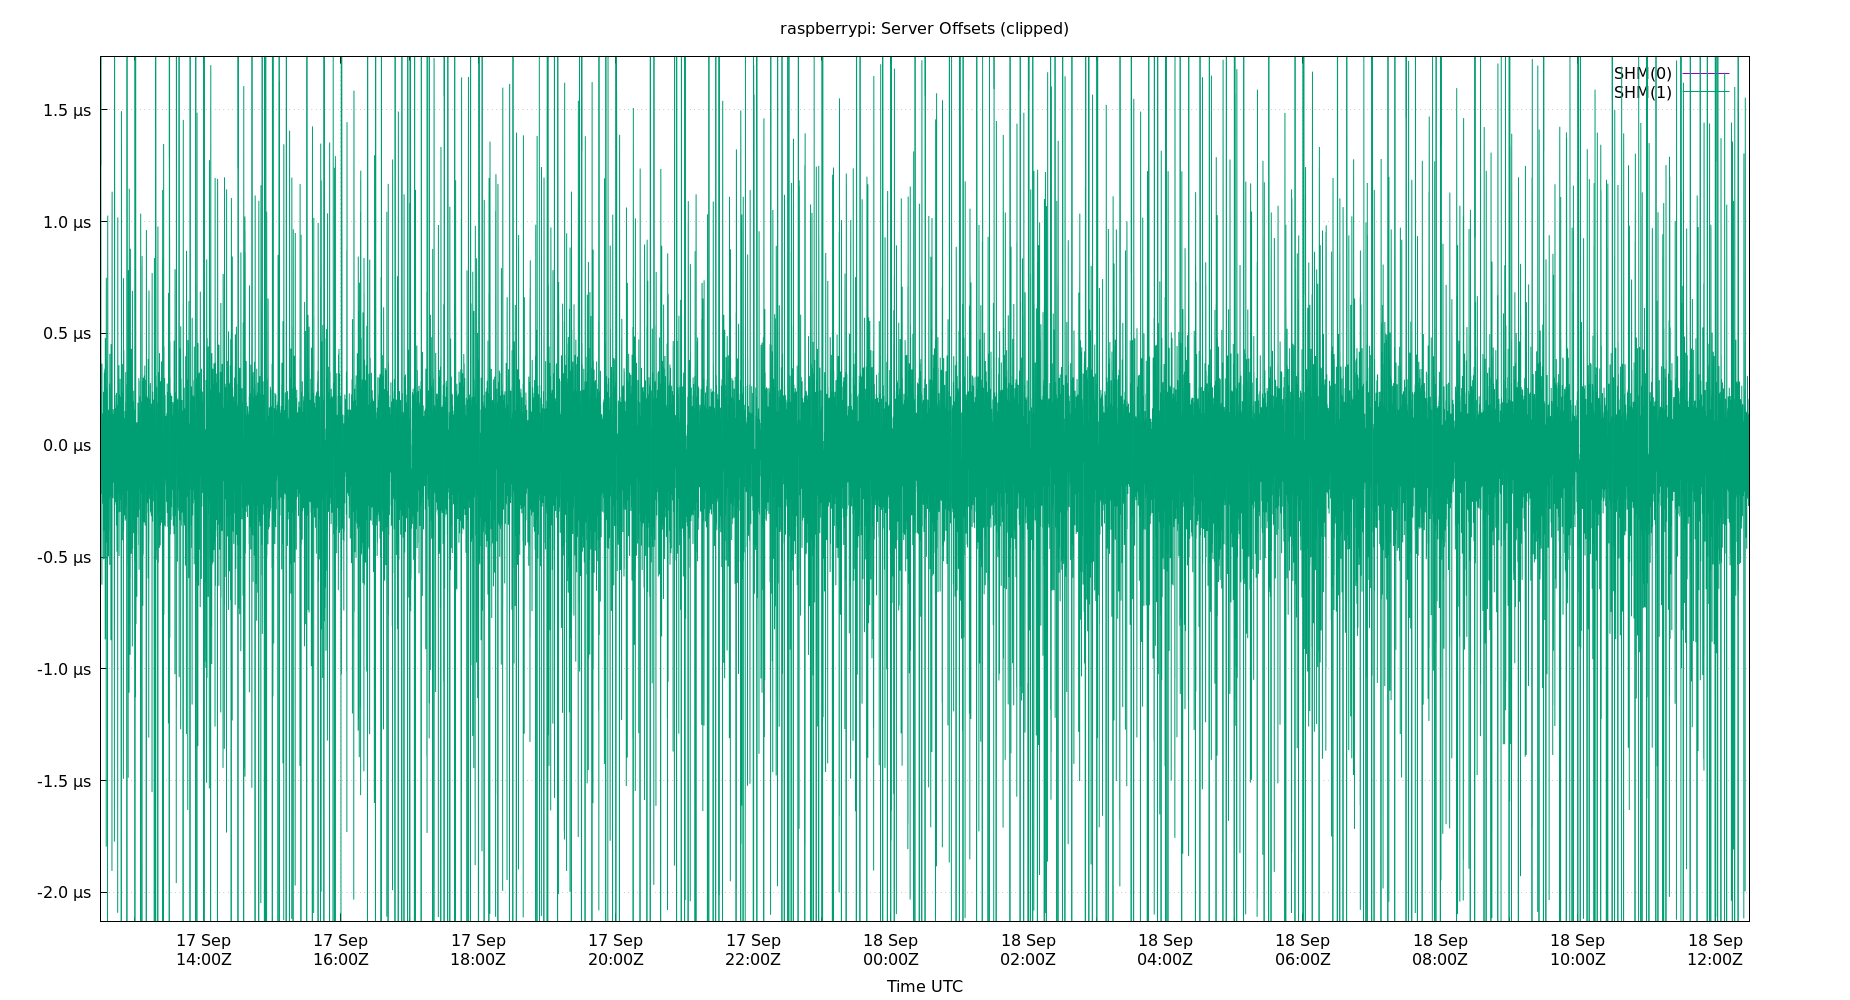 raspberrypi: Server Offsets (clipped)
SHM(0)
SHM(1)
1.5 µs
1.0 µs
0.5 µs
0.0 µs
-0.5 µs
-1.0 µs
-1.5 µs
-2.0 µs
17 Sep 17 Sep 17 Sep 17 Sep 17 Sep 18 Sep 18 Sep 18 Sep 18 Sep 18 Sep 18 Sep 18 Sep
14:00Z 16:00Z 18:00Z 20:00Z 22:00Z 00:00Z 02:00Z 04:00Z 06:00Z 08:00Z 10:00Z 12:00Z
Time UTC